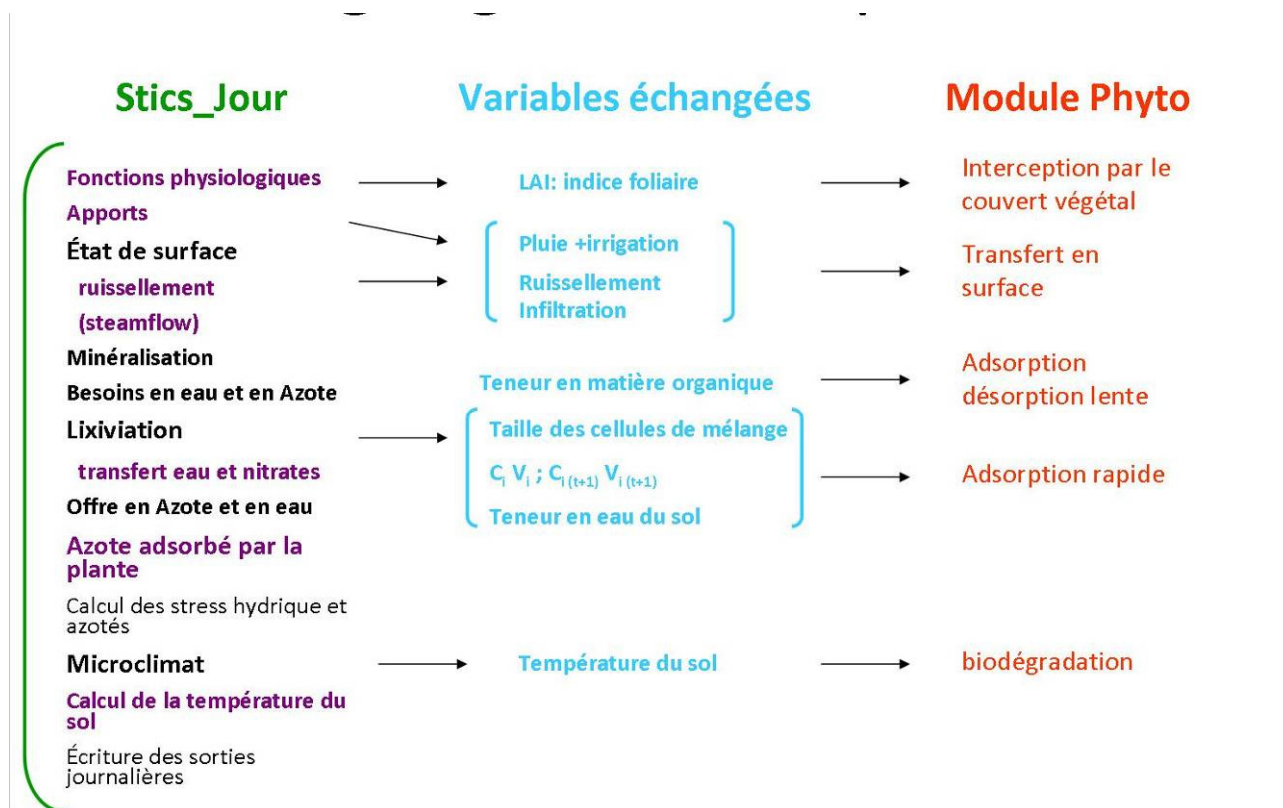 Stics_Jour
Variables échangées
Module Phyto
Fonctions physiologiques
LAI: indice foliaire
Interception par le
couvert végétal
Apports
Pluie +irrigation
État de surface
Transfert en
surface
ruissellement
Ruissellement
(steamflow)
Infiltration
Minéralisation
Teneur en matière organique
Adsorption
désorption lente
Besoins en eau et en Azote
Lixiviation
Taille des cellules de mélange
transfert eau et nitrates
C_i V_i ; C_i (t+1) V_i (t+1)
Adsorption rapide
Offre en Azote et en eau
Teneur en eau du sol
Azote adsorbé par la
plante
Calcul des stress hydrique et
azotés
Microclimat
Température du sol
biodégradation
Calcul de la température du
sol
Écriture des sorties
journalières